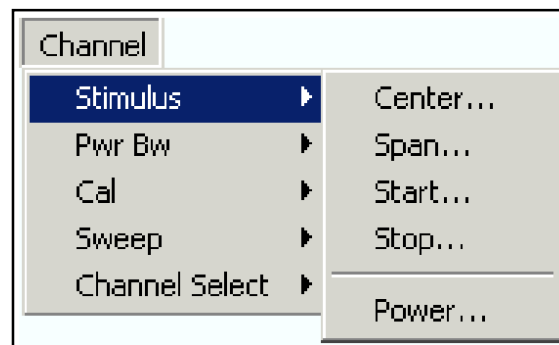 Channel
Stimulus
Pwr Bw
Cal
Sweep
Channel Select
Center...
Span...
Start...
Stop...
Power...